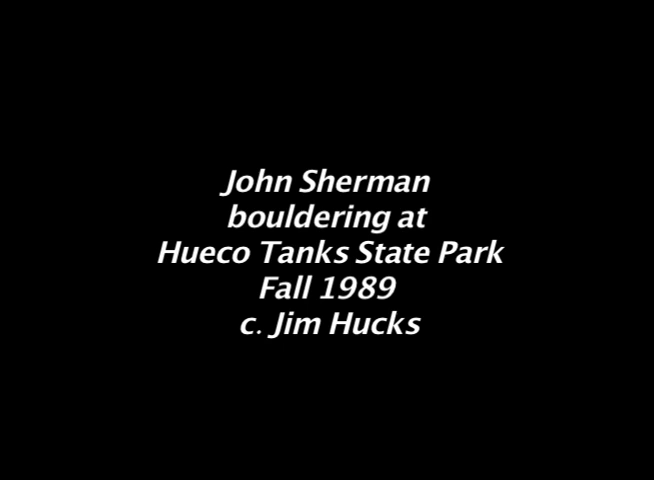 John Sherman
bouldering at
Hueco Tanks State Park
Fall 1989
c. Jim Hucks